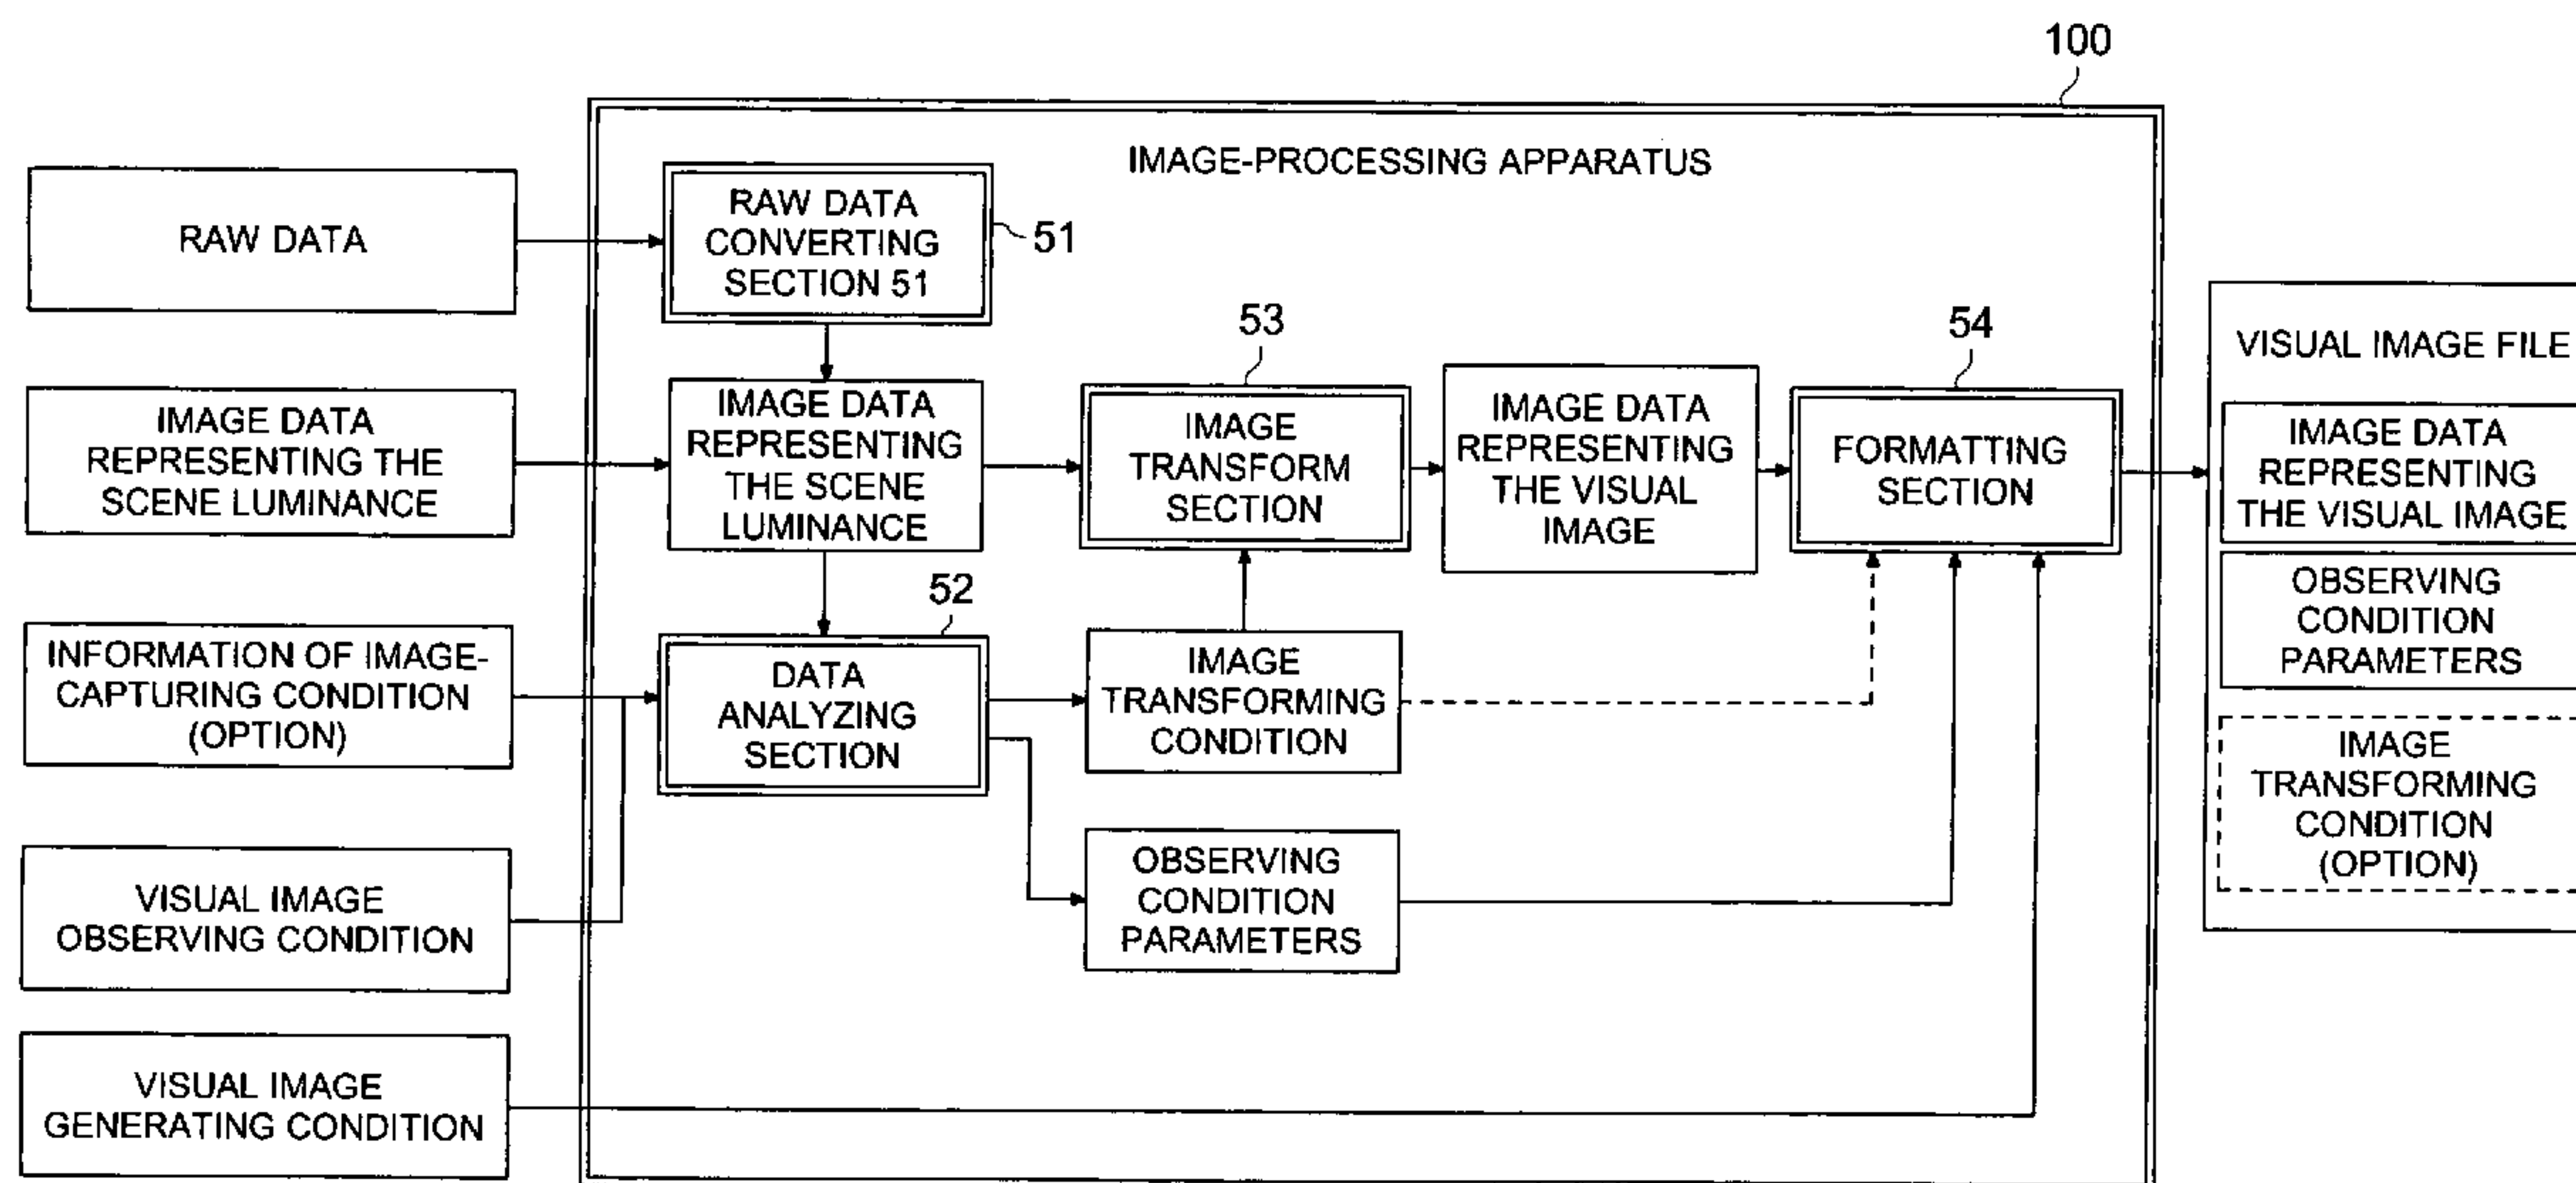 100
IMAGE-PROCESSING APPARATUS
RAW DATA
RAW DATA
CONVERTING
SECTION 51
51
IMAGE DATA
REPRESENTING THE
SCENE LUMINANCE
IMAGE DATA
REPRESENTING
THE SCENE
LUMINANCE
53
IMAGE
TRANSFORM
SECTION
IMAGE DATA
REPRESENTING
THE VISUAL
IMAGE
54
FORMATTING
SECTION
VISUAL IMAGE FILE
IMAGE DATA
REPRESENTING
THE VISUAL IMAGE
OBSERVING
CONDITION
PARAMETERS
IMAGE
TRANSFORMING
CONDITION
(OPTION)
INFORMATION OF IMAGE-
CAPTURING CONDITION
(OPTION)
52
DATA
ANALYZING
SECTION
IMAGE
TRANSFORMING
CONDITION
VISUAL IMAGE
OBSERVING CONDITION
OBSERVING
CONDITION
PARAMETERS
VISUAL IMAGE
GENERATING CONDITION